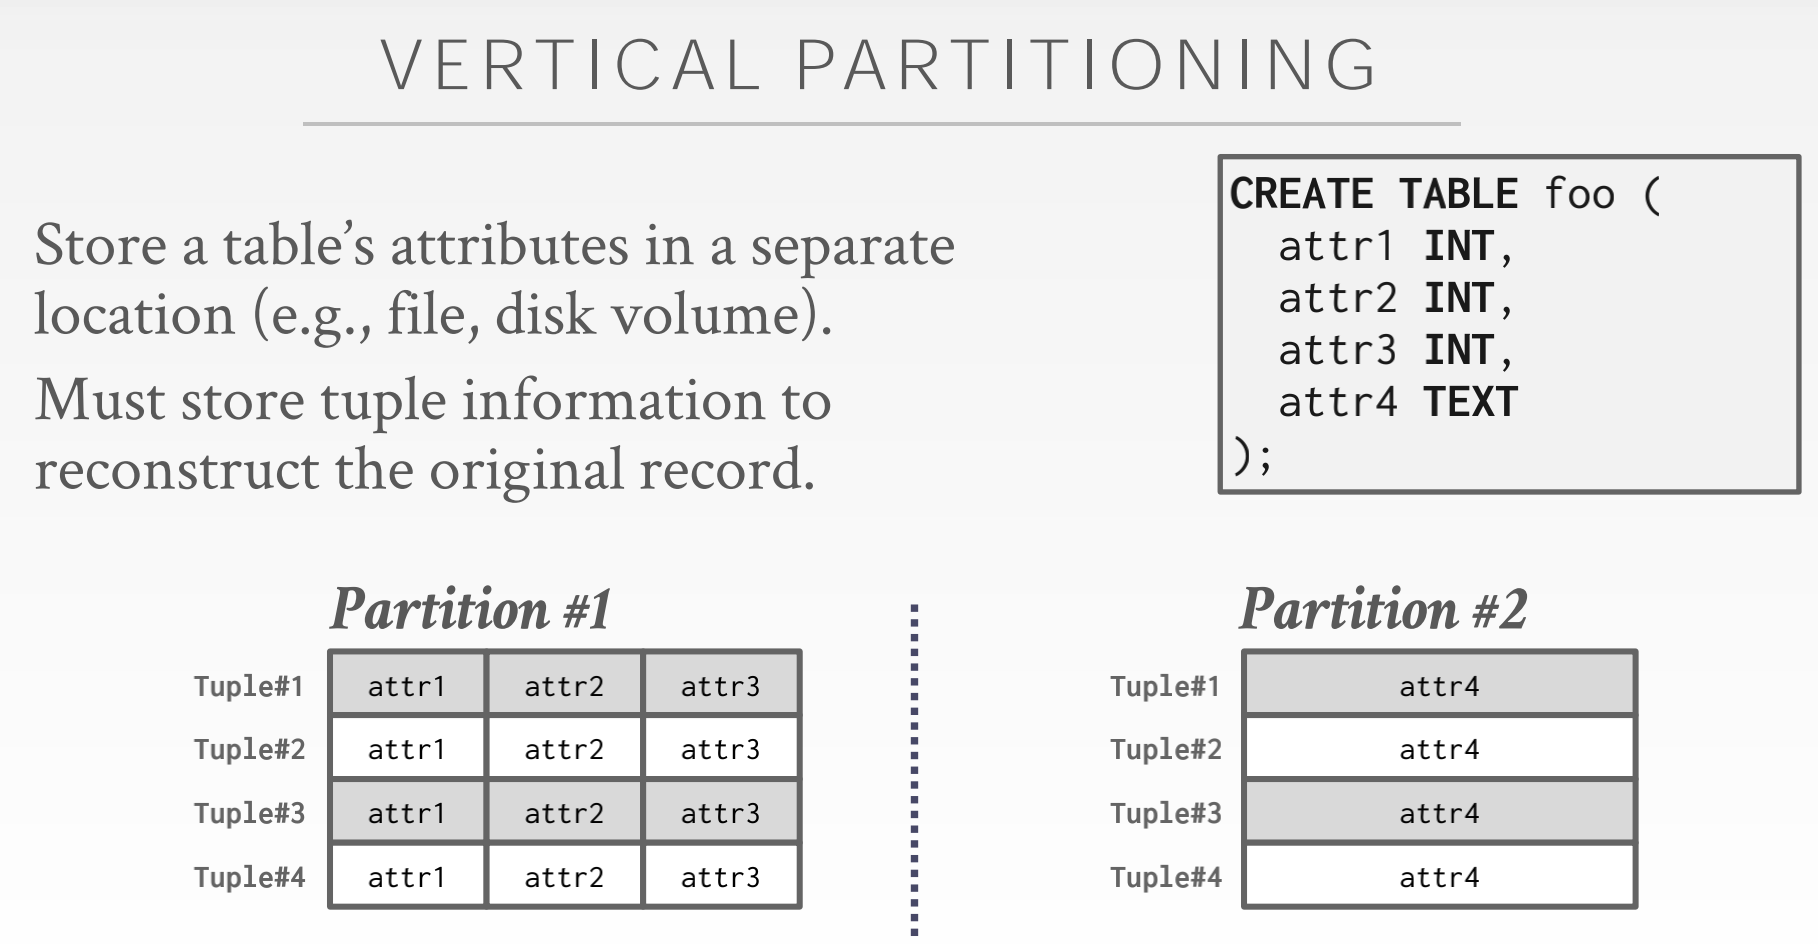 VERTICAL PARTITIONING
Store a table's attributes in a separate
location (e.g., file, disk volume).
Must store tuple information to
reconstruct the original record.
CREATE TABLE foo (
attr1 INT,
attr2 INT,
attr3 INT,
attr4 TEXT
);
Partition #1
Tuple#1 attr1 attr2 attr3
Tuple#2 attr1 attr2 attr3
Tuple#3 attr1 attr2 attr3
Tuple#4 attr1 attr2 attr3
Partition #2
Tuple#1 attr4
Tuple#2 attr4
Tuple#3 attr4
Tuple#4 attr4